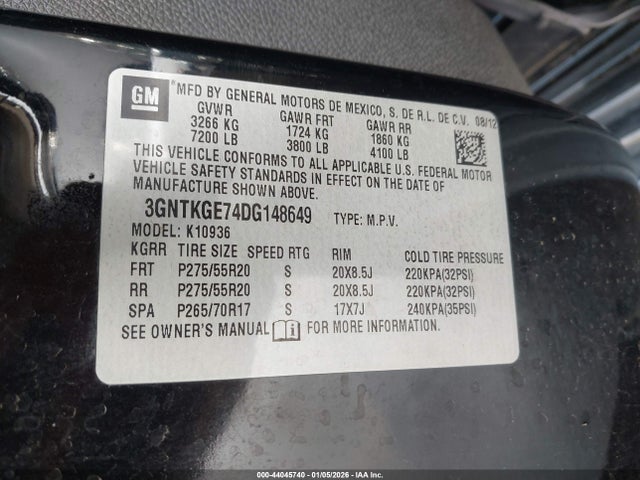 GM
MFD BY GENERAL MOTORS DE MEXICO, S. DE R.L. DE C.V. 08/12
GVWR GAWR FRT GAWR RR
3266 KG 1724 KG 1860 KG
7200 LB 3800 LB 4100 LB
THIS VEHICLE CONFORMS TO ALL APPLICABLE U.S. FEDERAL MOTOR
VEHICLE SAFETY STANDARDS IN EFFECT ON THE DATE OF
MANUFACTURE SHOWN ABOVE.
3GNTKGE74DG148649 TYPE: M.P.V.
MODEL: K10936
KGRR TIRE SIZE SPEED RTG RIM COLD TIRE PRESSURE
FRT P275/55R20 S 20X8.5J 220KPA(32PSI)
RR P275/55R20 S 20X8.5J 220KPA(32PSI)
SPA P265/70R17 S 17X7J 240KPA(35PSI)
SEE OWNER'S MANUAL FOR MORE INFORMATION.
000-44045740 | 01/05/2026 - IAAI.COM